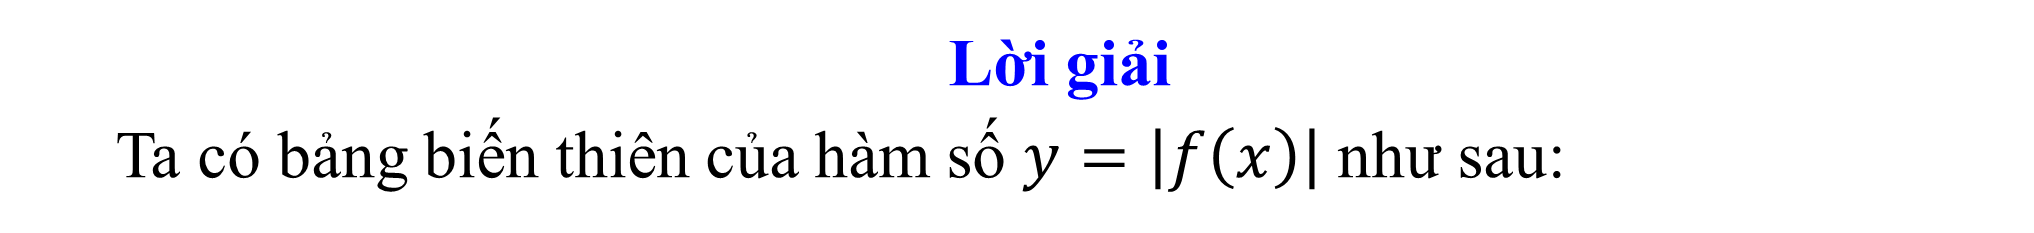 Lời giải
Ta có bảng biến thiên của hàm số y = |f(x)| như sau: